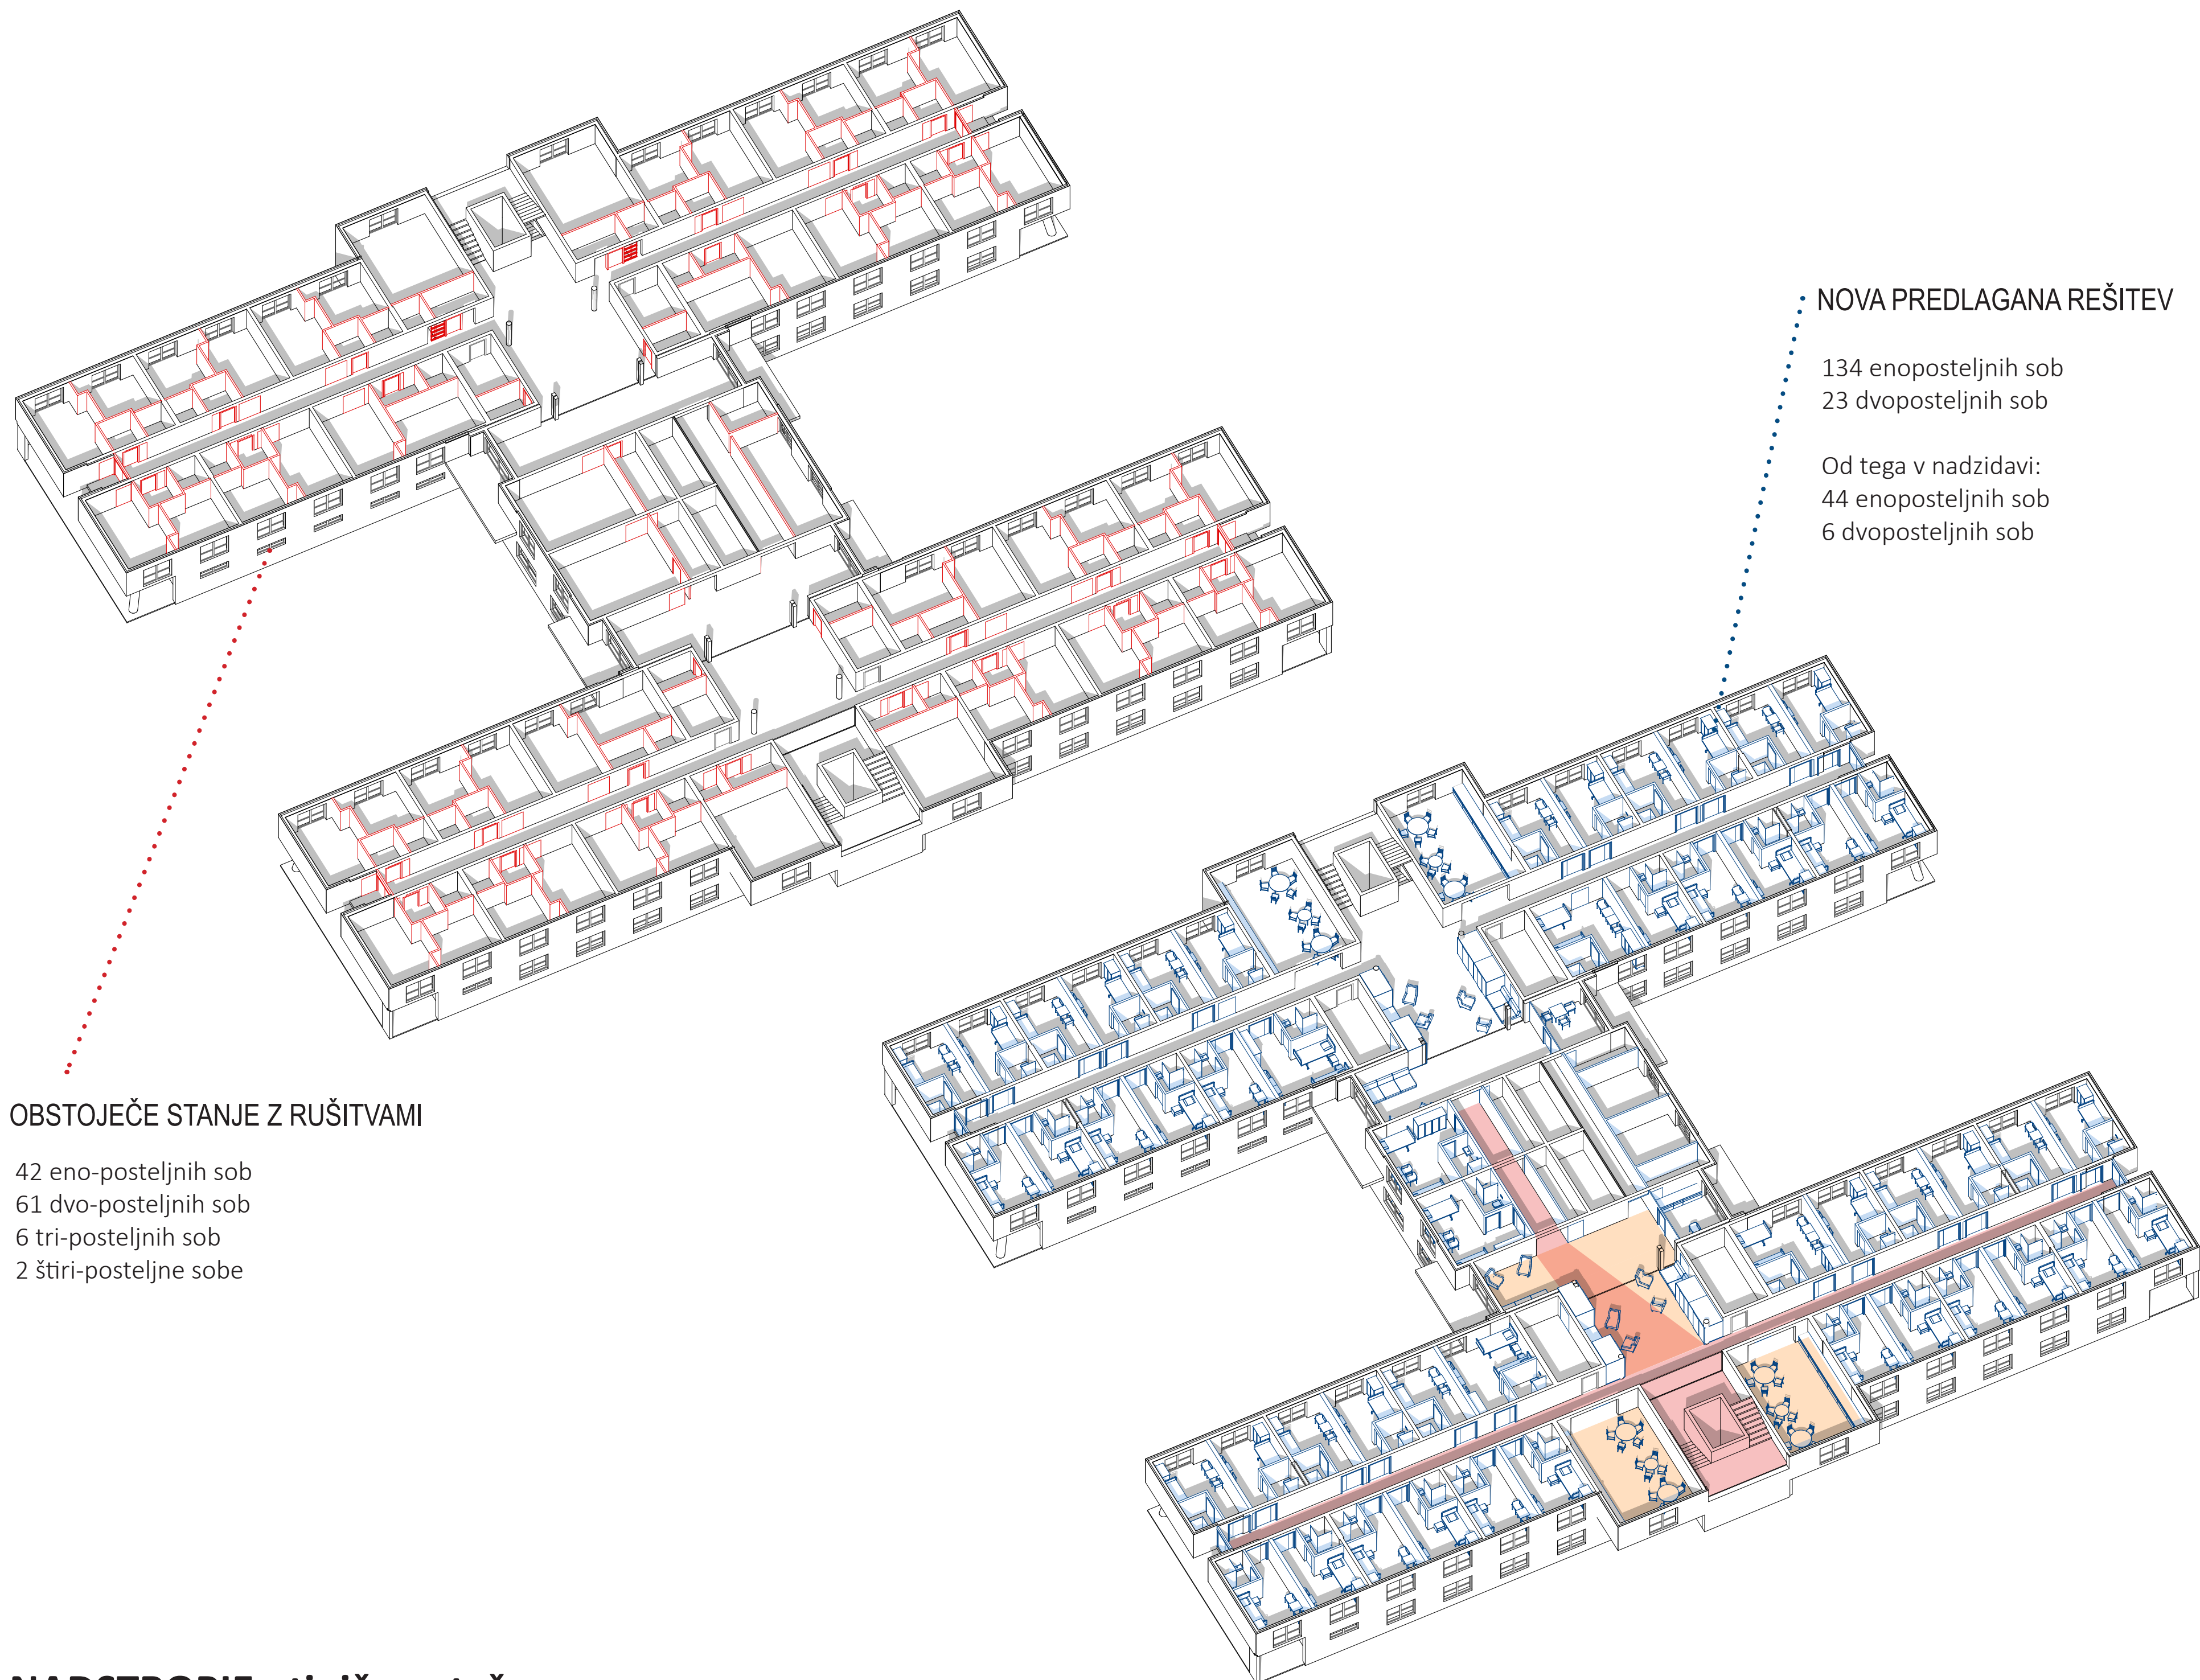 NOVA PREDLAGANA REŠITEV
134 enoposteljnih sob
23 dvoposteljnih sob
Od tega v nadzidavi:
44 enoposteljnih sob
6 dvoposteljnih sob
OBSTOJEČE STANJE Z RUŠITVAMI
42 eno-posteljnih sob
61 dvo-posteljnih sob
6 tri-posteljnih sob
2 štiri-posteljne sobe